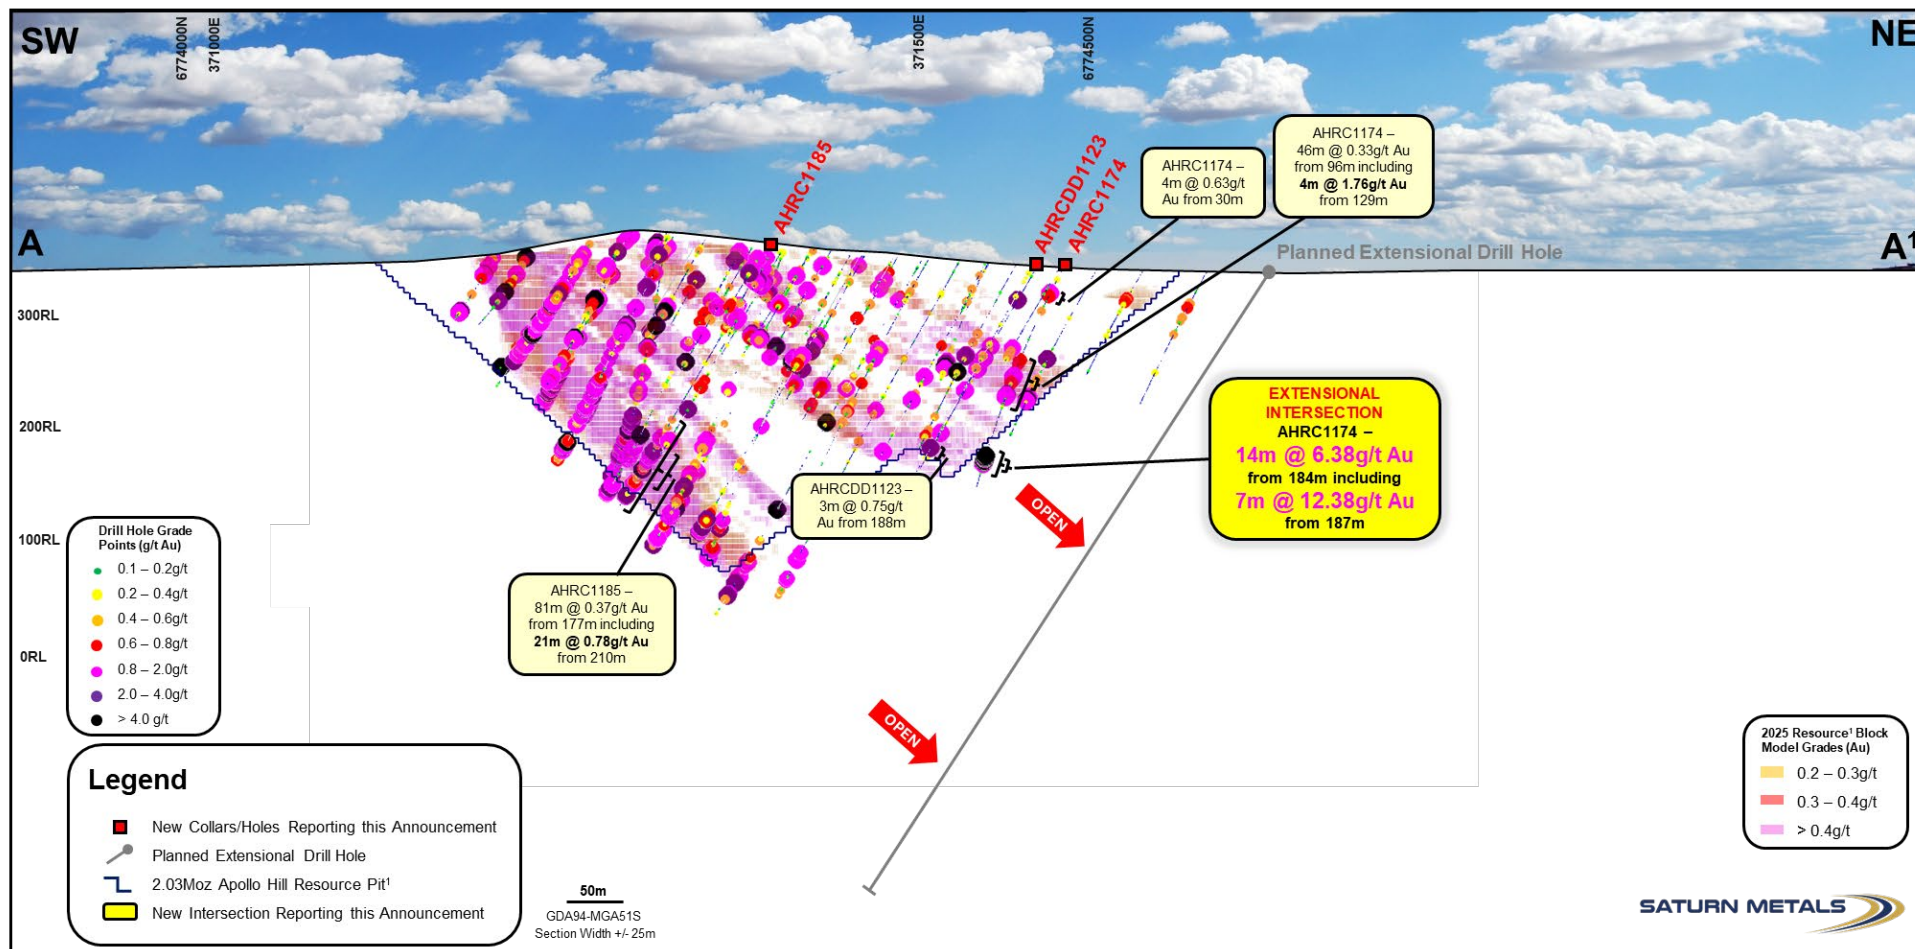 SW
6774000N
371000E
371500E
6774500N
NE
A
A¹
AHRC1185
AHRCDD1123
AHRC1174
AHRC1174 –
4m @ 0.63g/t
Au from 30m
AHRC1174 –
46m @ 0.33g/t Au
from 96m including
4m @ 1.76g/t Au
from 129m
Planned Extensional Drill Hole
300RL
200RL
100RL
0RL
EXTENSIONAL
INTERSECTION
AHRC1174 –
14m @ 6.38g/t Au
from 184m including
7m @ 12.38g/t Au
from 187m
AHRCDD1123 –
3m @ 0.75g/t
Au from 188m
OPEN
OPEN
AHRC1185 –
81m @ 0.37g/t Au
from 177m including
21m @ 0.78g/t Au
from 210m
Drill Hole Grade
Points (g/t Au)
0.1 – 0.2g/t
0.2 – 0.4g/t
0.4 – 0.6g/t
0.6 – 0.8g/t
0.8 – 2.0g/t
2.0 – 4.0g/t
> 4.0 g/t
Legend
New Collars/Holes Reporting this Announcement
Planned Extensional Drill Hole
2.03Moz Apollo Hill Resource Pit¹
New Intersection Reporting this Announcement
50m
GDA94-MGA51S
Section Width +/- 25m
2025 Resource¹ Block
Model Grades (Au)
0.2 – 0.3g/t
0.3 – 0.4g/t
> 0.4g/t
SATURN METALS